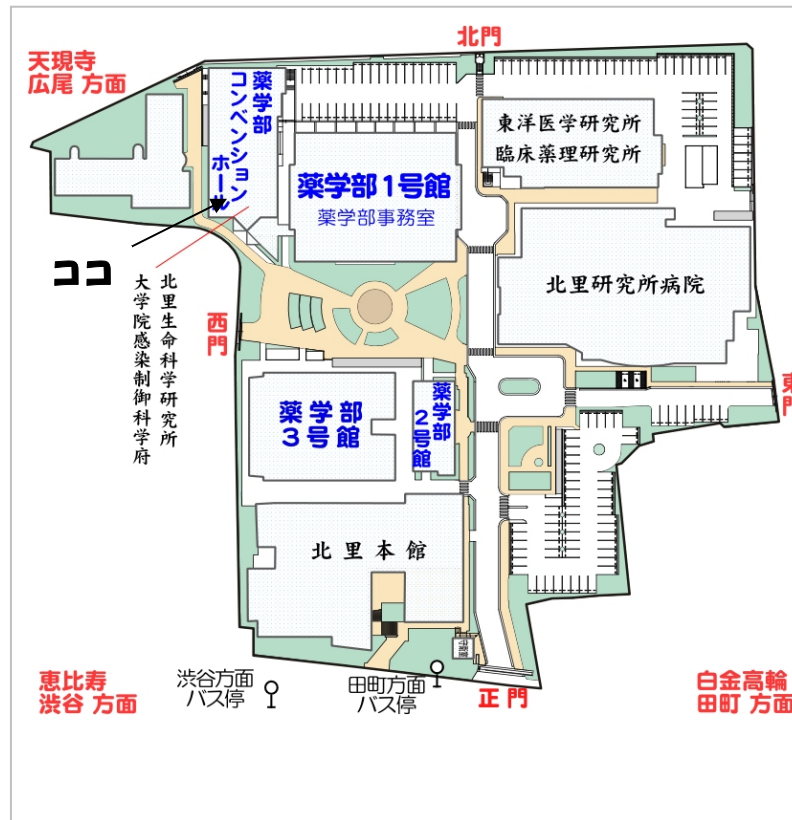 北門
天現寺
広尾 方面
薬学部
コンベンション
ホール
東洋医学研究所
臨床薬理研究所
薬学部1号館
薬学部事務室
ココ
北里生命科学研究所
大学院感染制御科学府
北里研究所病院
西門
東門
薬学部
3号館
薬学部
2号館
北里本館
守衛室
恵比寿
渋谷 方面
渋谷方面
バス停
田町方面
バス停
正門
白金高輪
田町 方面